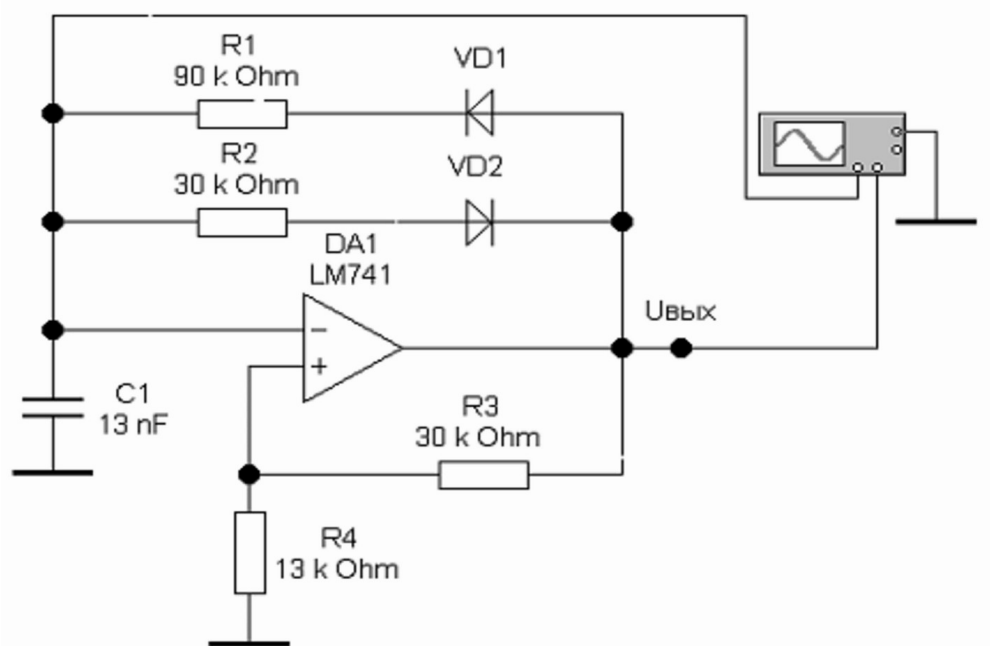 R1
90 k Ohm
VD1
R2
30 k Ohm
VD2
DA1
LM741
Uвых
−
+
C1
13 nF
R3
30 k Ohm
R4
13 k Ohm